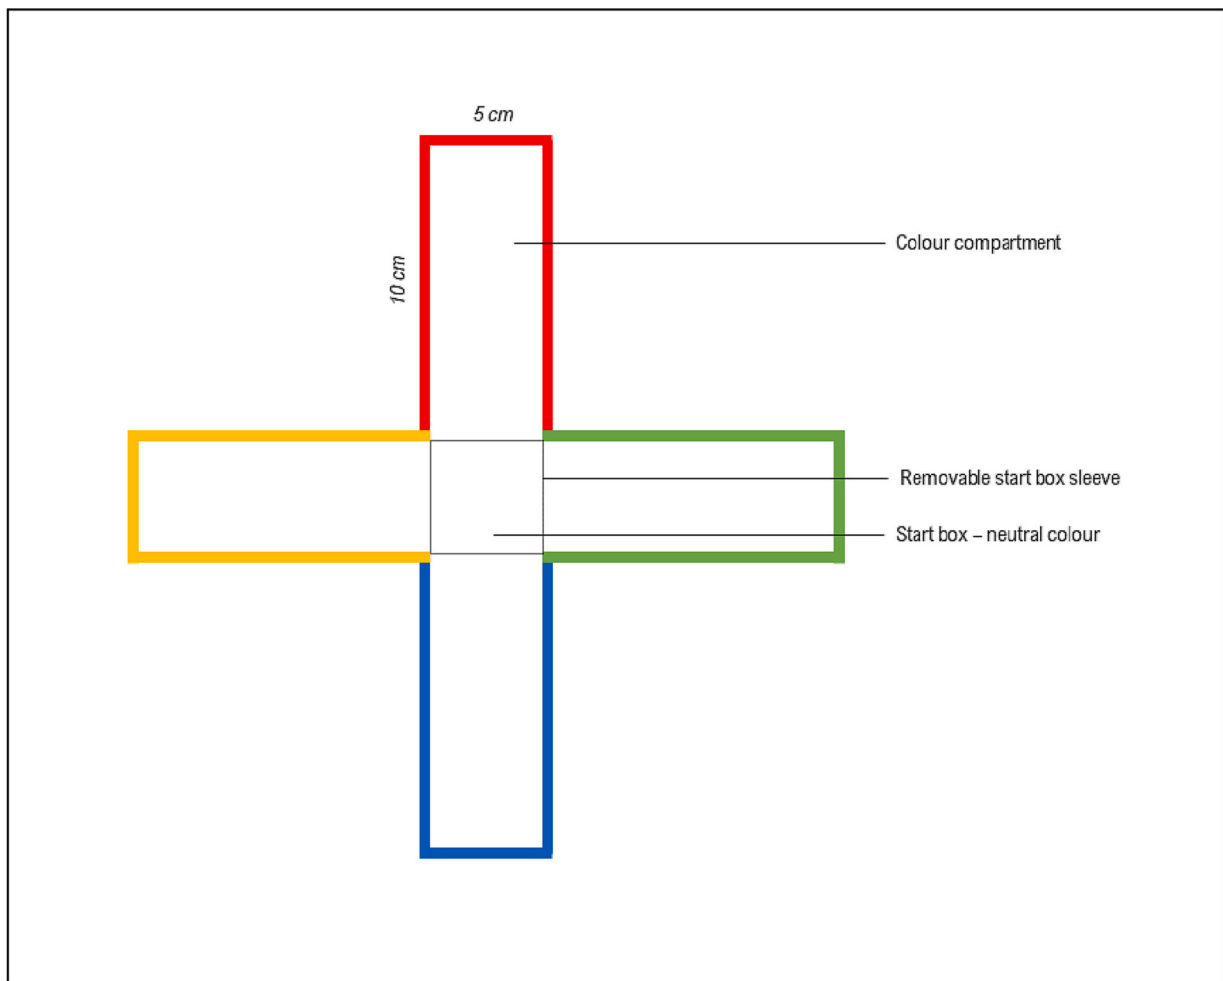 5 cm
Colour compartment
10 cm
Removable start box sleeve
Start box – neutral colour